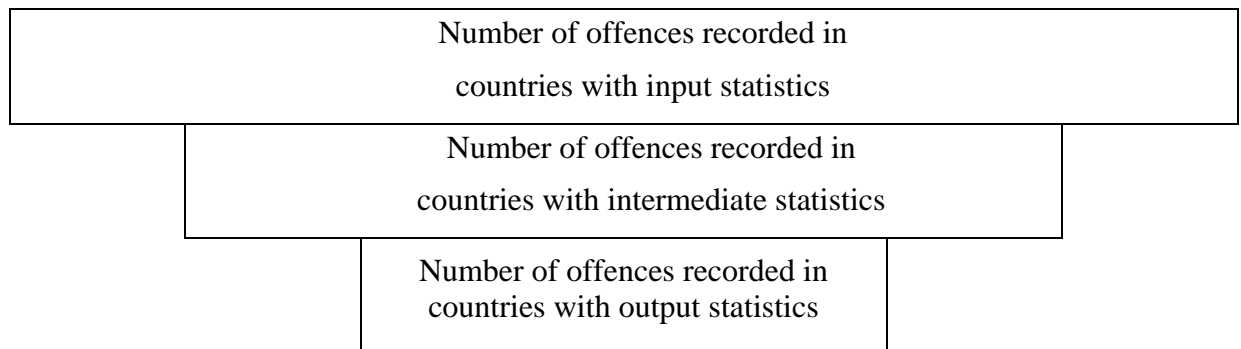 Number of offences recorded in
countries with input statistics
Number of offences recorded in
countries with intermediate statistics
Number of offences recorded in
countries with output statistics